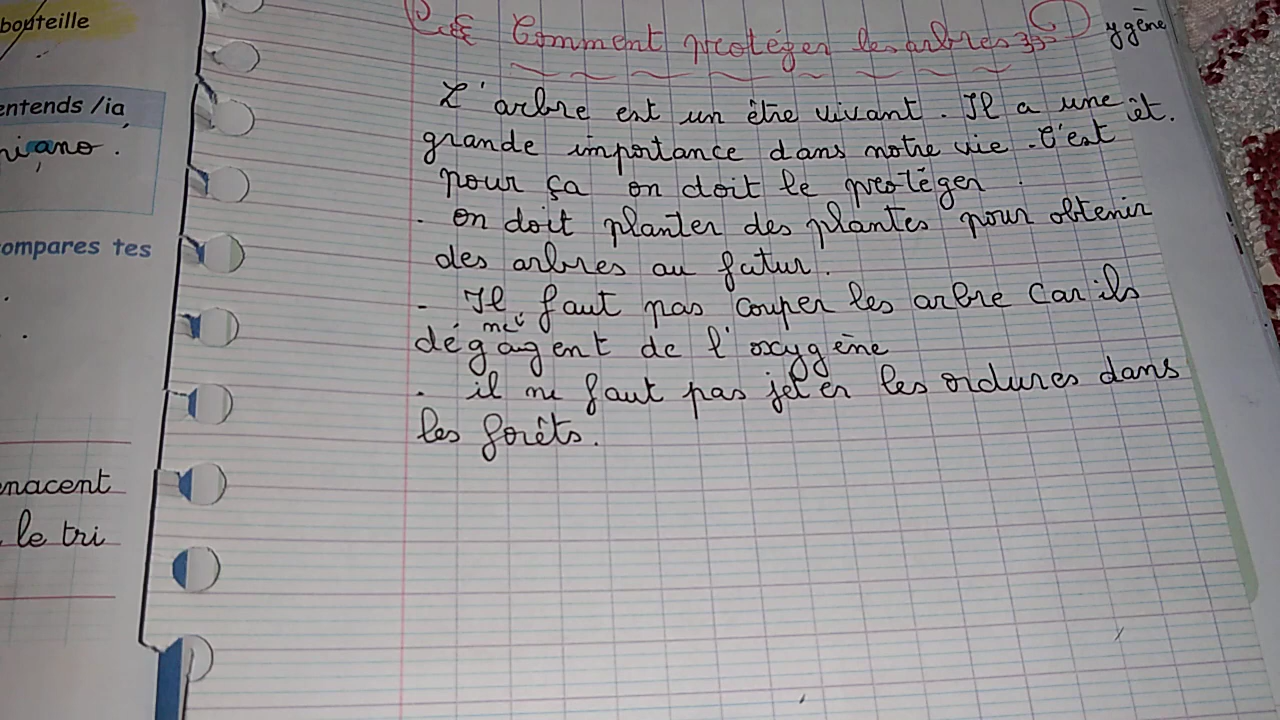 bouteille
entends /ia
piano.
compares tes
nacent
le tri
Comment protéger les arbres
ygène
êt.
L'arbre est un être vivant. Il a une
grande importance dans notre vie. C'est
pour ça on doit le protéger.
. on doit planter des plantes pour obtenir
des arbres au futur.
- Il faut pas couper les arbre car ils
dégagent de l'oxygène
. il ne faut pas jeter les ordures dans
les forêts.